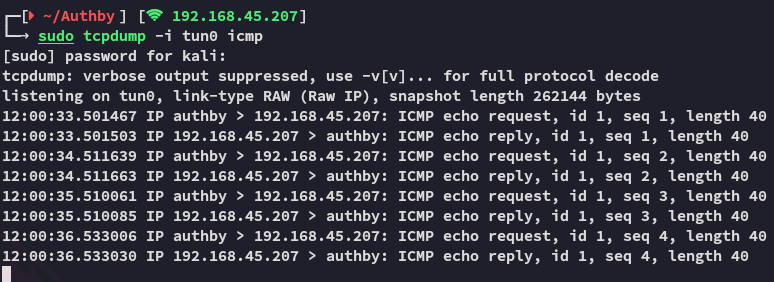 [ ~/Authby ] [ 192.168.45.207]
sudo tcpdump -i tun0 icmp
[sudo] password for kali:
tcpdump: verbose output suppressed, use -v[v]... for full protocol decode
listening on tun0, link-type RAW (Raw IP), snapshot length 262144 bytes
12:00:33.501467 IP authby > 192.168.45.207: ICMP echo request, id 1, seq 1, length 40
12:00:33.501503 IP 192.168.45.207 > authby: ICMP echo reply, id 1, seq 1, length 40
12:00:34.511639 IP authby > 192.168.45.207: ICMP echo request, id 1, seq 2, length 40
12:00:34.511663 IP 192.168.45.207 > authby: ICMP echo reply, id 1, seq 2, length 40
12:00:35.510061 IP authby > 192.168.45.207: ICMP echo request, id 1, seq 3, length 40
12:00:35.510085 IP 192.168.45.207 > authby: ICMP echo reply, id 1, seq 3, length 40
12:00:36.533006 IP authby > 192.168.45.207: ICMP echo request, id 1, seq 4, length 40
12:00:36.533030 IP 192.168.45.207 > authby: ICMP echo reply, id 1, seq 4, length 40